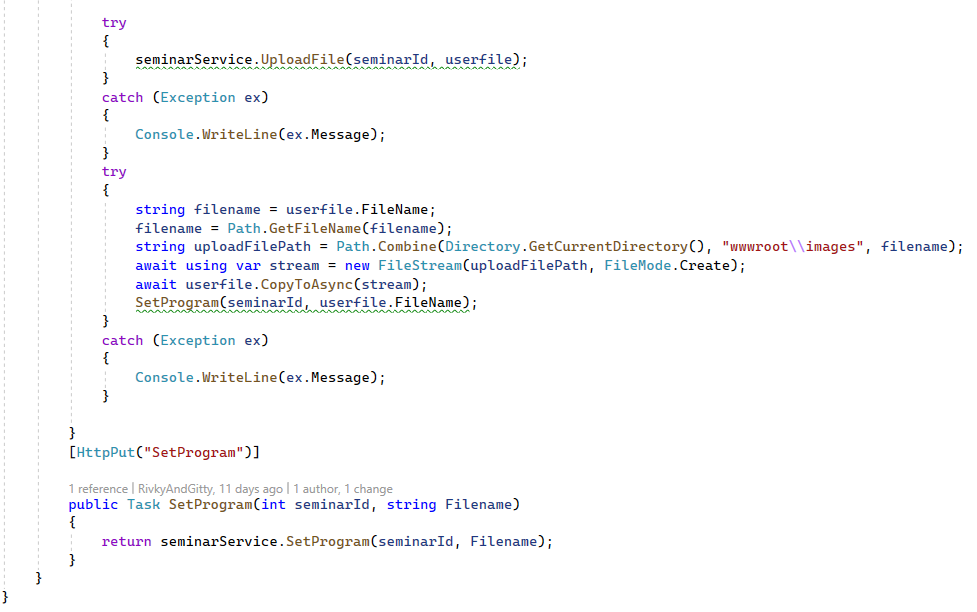 try
{
seminarService.UploadFile(seminarId, userfile);
}
catch (Exception ex)
{
Console.WriteLine(ex.Message);
}
try
{
string filename = userfile.FileName;
filename = Path.GetFileName(filename);
string uploadFilePath = Path.Combine(Directory.GetCurrentDirectory(), "wwwroot\\images", filename);
await using var stream = new FileStream(uploadFilePath, FileMode.Create);
await userfile.CopyToAsync(stream);
SetProgram(seminarId, userfile.FileName);
}
catch (Exception ex)
{
Console.WriteLine(ex.Message);
}
}
[HttpPut("SetProgram")]
1 reference | RivkyAndGitty, 11 days ago | 1 author, 1 change
public Task SetProgram(int seminarId, string Filename)
{
return seminarService.SetProgram(seminarId, Filename);
}
}
}